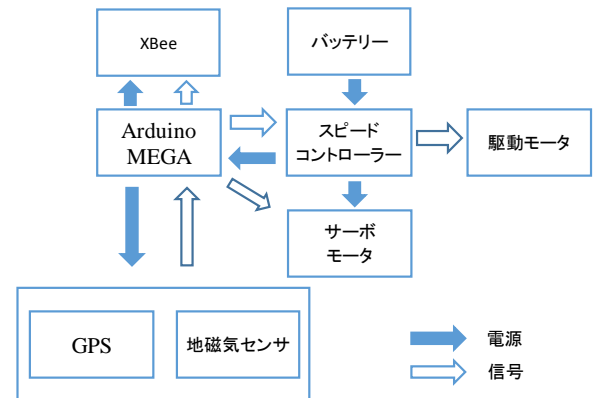 XBee
バッテリー
Arduino
MEGA
スピード
コントローラー
駆動モータ
サーボ
モータ
GPS
地磁気センサ
電源
信号